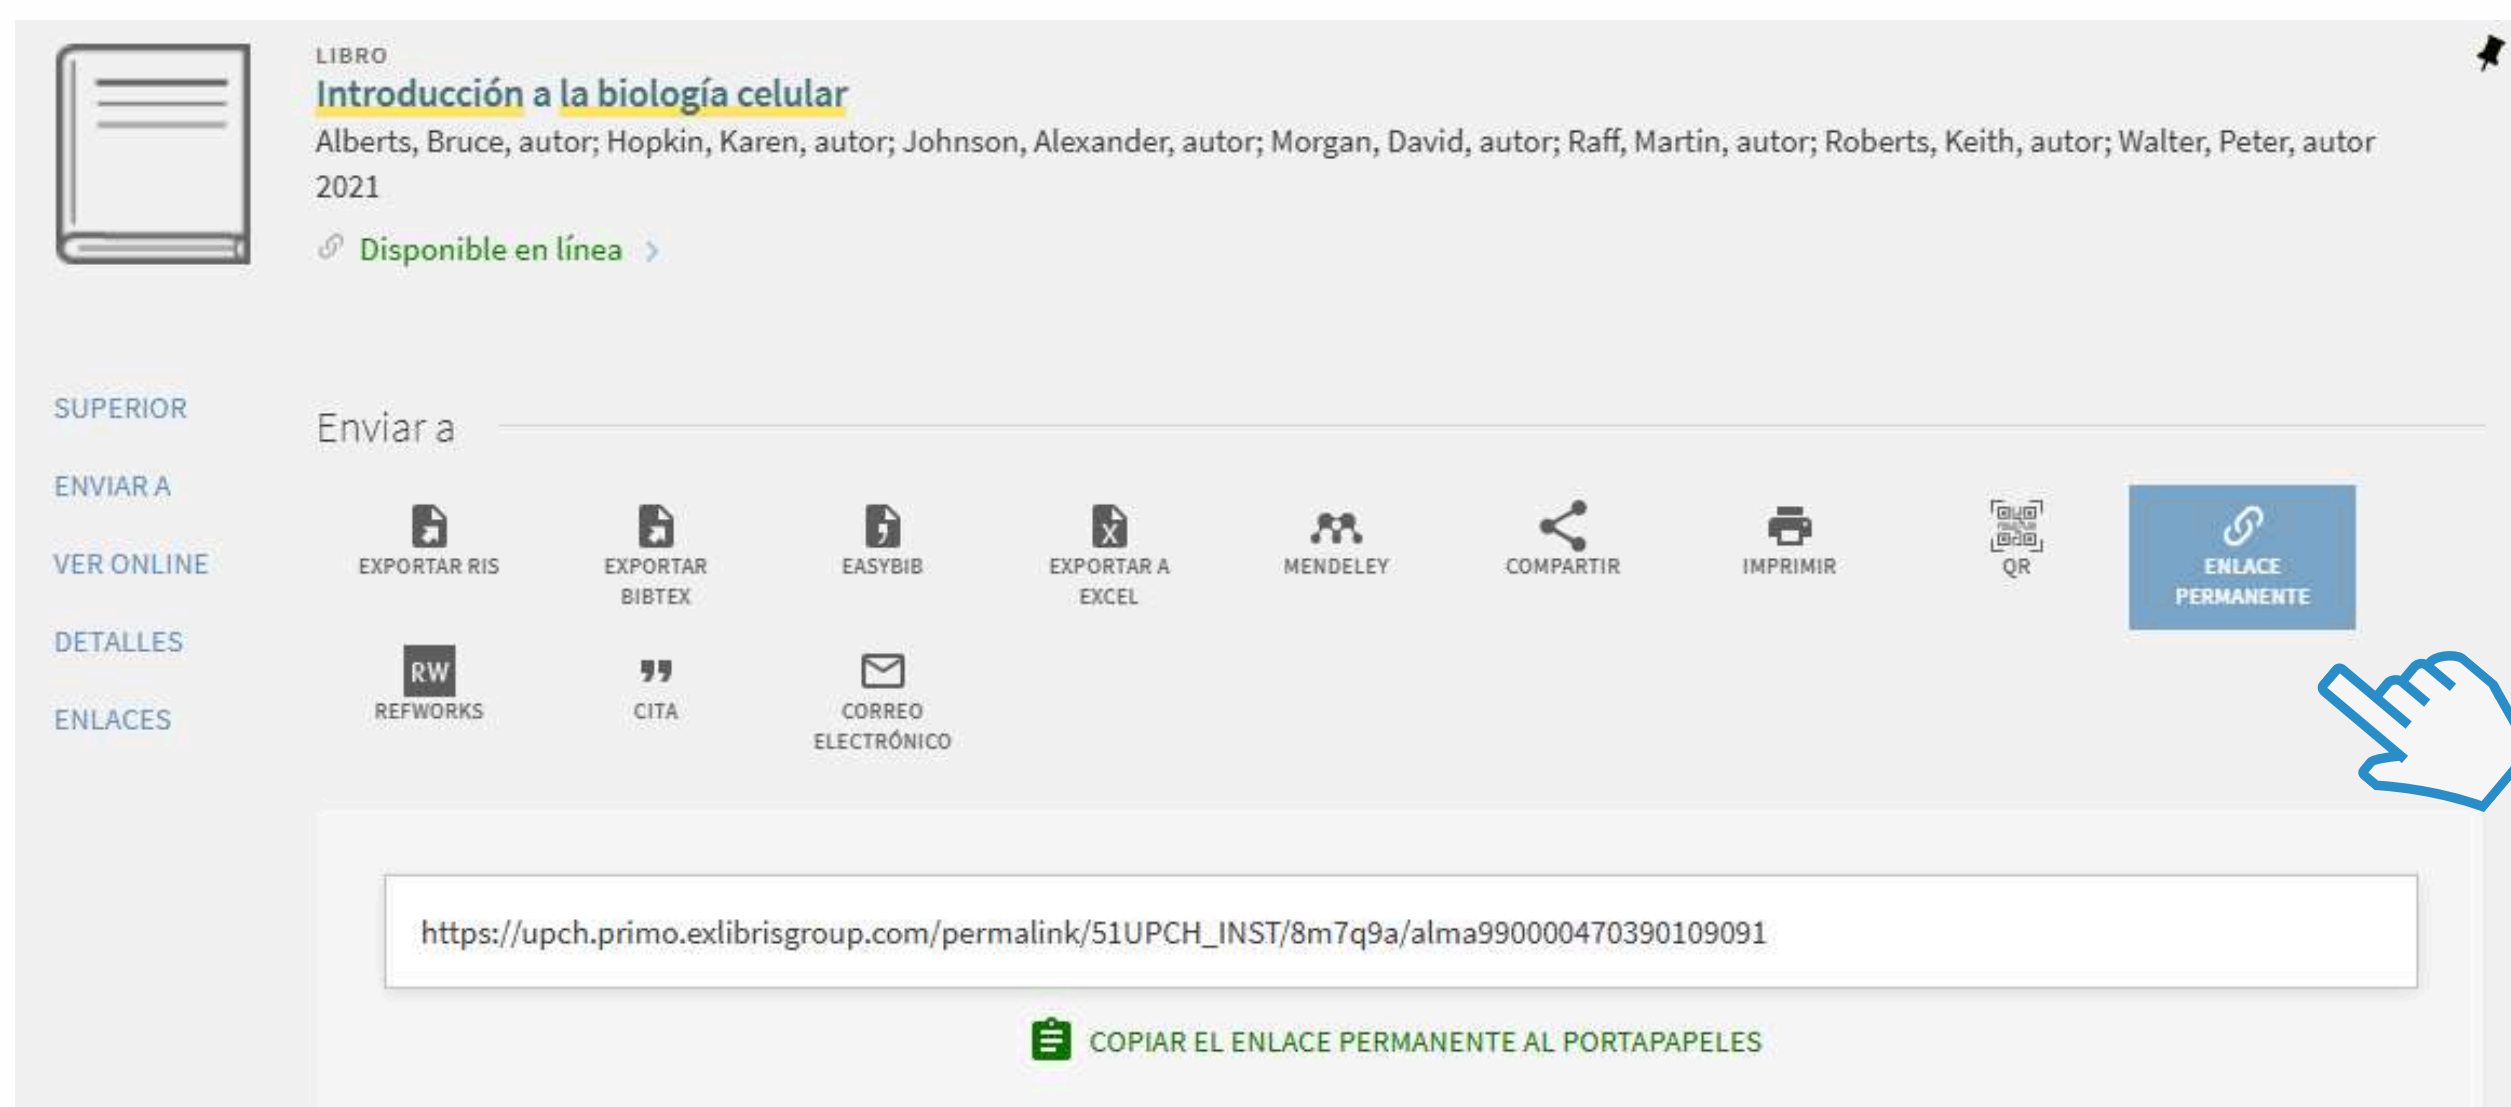 LIBRO
Introducción a la biología celular
Alberts, Bruce, autor; Hopkin, Karen, autor; Johnson, Alexander, autor; Morgan, David, autor; Raff, Martin, autor; Roberts, Keith, autor; Walter, Peter, autor
2021
Disponible en línea
SUPERIOR
ENVIAR A
VER ONLINE
DETALLES
ENLACES
Enviar a
EXPORTAR RIS
EXPORTAR
BIBTEX
EASYBIB
X
EXPORTAR A
EXCEL
MENDELEY
COMPARTIR
IMPRIMIR
QR
ENLACE
PERMANENTE
RW
REFWORKS
CITA
CORREO
ELECTRÓNICO
https://upch.primo.exlibrisgroup.com/permalink/51UPCH_INST/8m7q9a/alma990000470390109091
COPIAR EL ENLACE PERMANENTE AL PORTAPAPELES